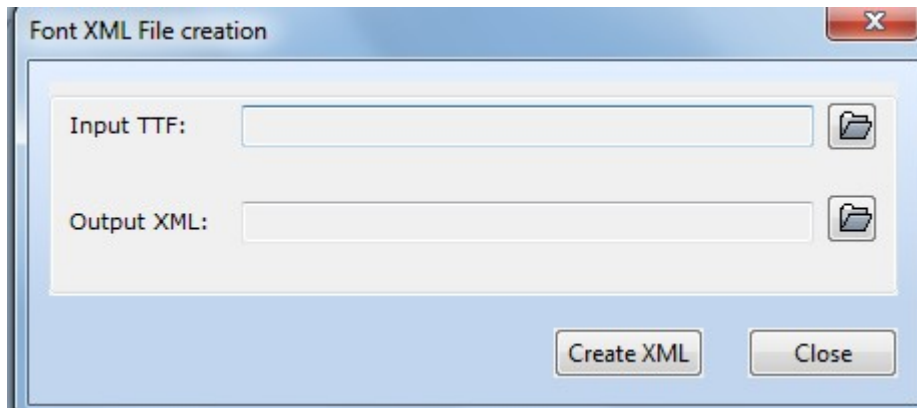 Font XML File creation
Input TTF:
Output XML:
Create XML Close